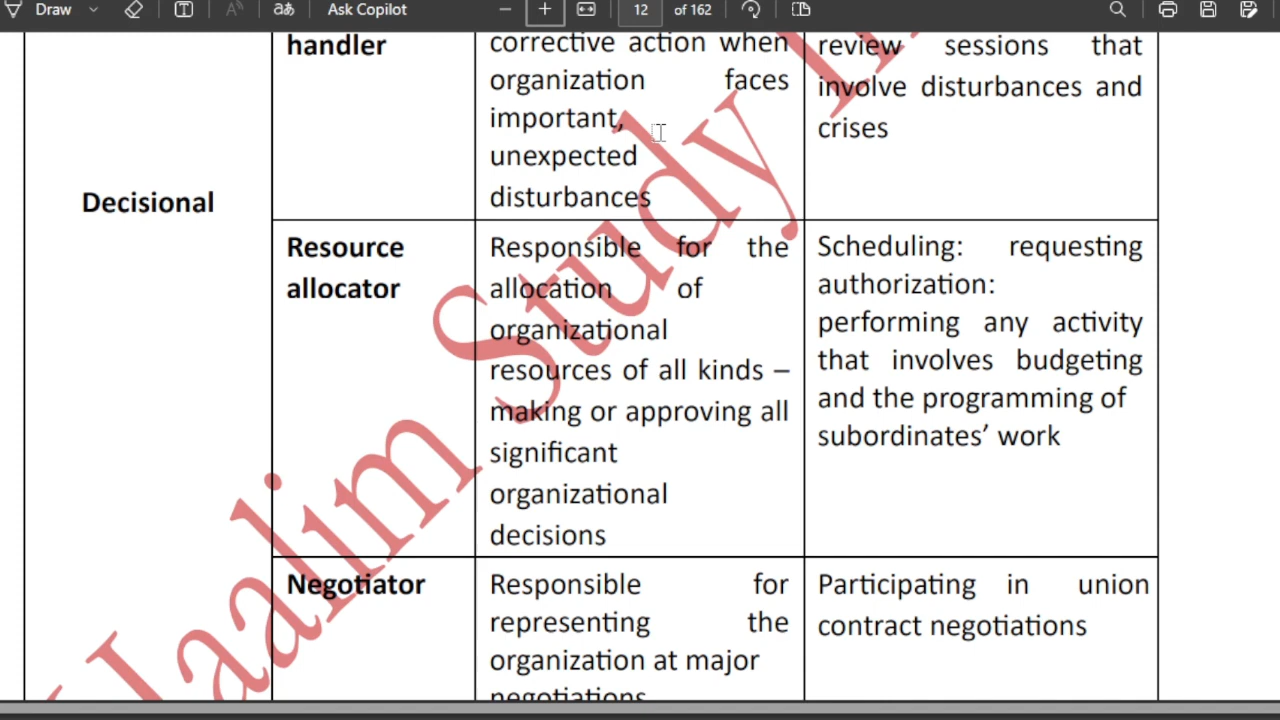 Draw
Ask Copilot
12 of 162
handler
corrective action when
organization faces
important,
unexpected
disturbances
review sessions that
involve disturbances and
crises
Decisional
Resource
allocator
Responsible for the
allocation of
organizational
resources of all kinds –
making or approving all
significant
organizational
decisions
Scheduling: requesting
authorization:
performing any activity
that involves budgeting
and the programming of
subordinates’ work
Negotiator
Responsible for
representing the
organization at major
negotiations
Participating in union
contract negotiations
Haalim Study